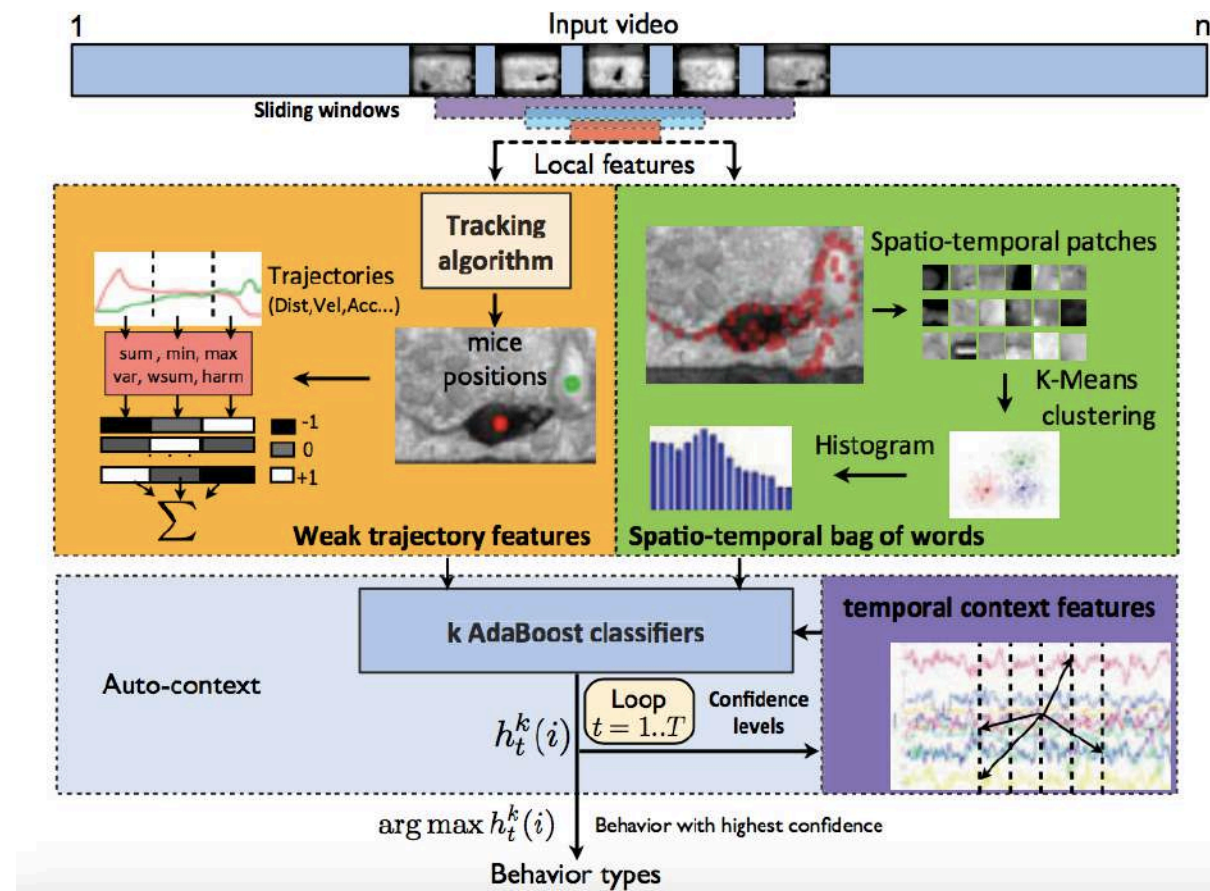 1
Input video
n
Sliding windows
Local features
Tracking
algorithm
Trajectories
(Dist,Vel,Acc...)
sum , min, max
var, wsum, harm
mice
positions
-1
0
+1
. . .
∑
Weak trajectory features
Spatio-temporal patches
K-Means
clustering
Histogram
Spatio-temporal bag of words
k AdaBoost classifiers
temporal context features
Auto-context
Loop
t = 1..T
Confidence
levels
h_t^k(i)
arg max h_t^k(i)
Behavior with highest confidence
Behavior types